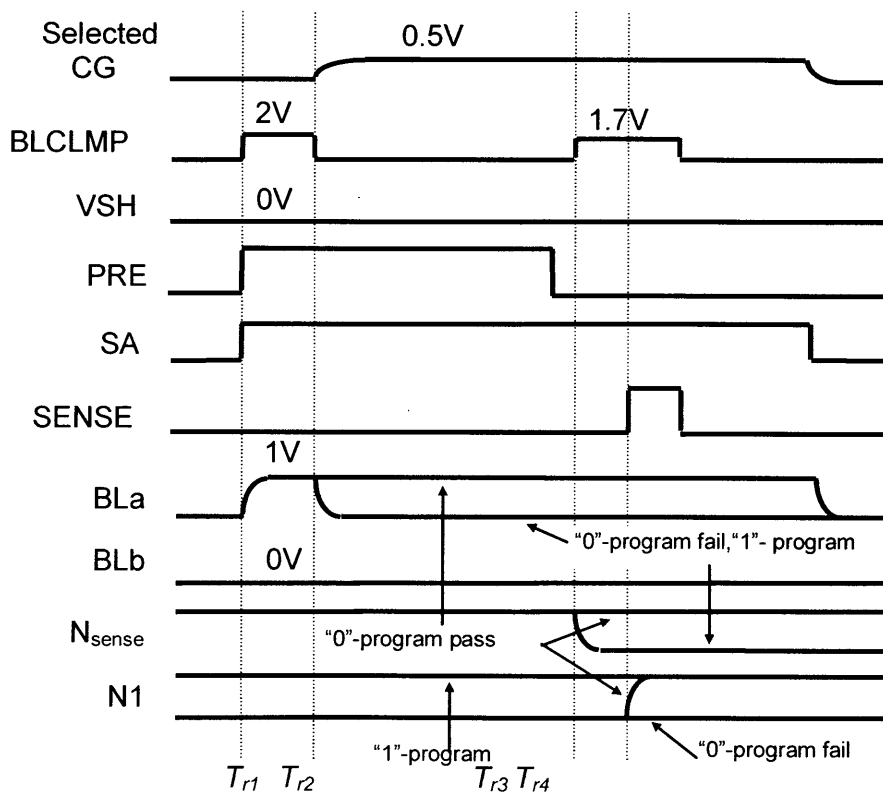 Selected
CG
0.5V
BLCLMP
2V
1.7V
VSH
0V
PRE
SA
SENSE
BLa
1V
"0"-program fail,"1"- program
BLb
0V
Nsense
"0"-program pass
N1
"1"-program
"0"-program fail
Tr1 Tr2 Tr3 Tr4